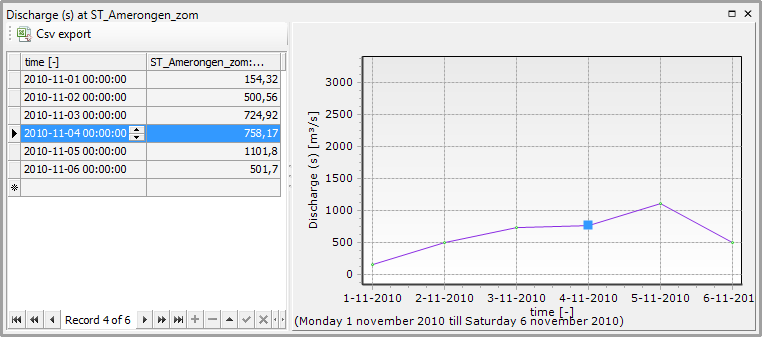 Discharge (s) at ST_Amerongen_zom
Csv export
time [-] ST_Amerongen_zom:...
2010-11-01 00:00:00 154,32
2010-11-02 00:00:00 500,56
2010-11-03 00:00:00 724,92
2010-11-04 00:00:00 758,17
2010-11-05 00:00:00 1101,8
2010-11-06 00:00:00 501,7
Record 4 of 6
Discharge (s) [m³/s]
3000
2500
2000
1500
1000
500
0
1-11-2010 2-11-2010 3-11-2010 4-11-2010 5-11-2010 6-11-201
time [-]
(Monday 1 november 2010 till Saturday 6 november 2010)